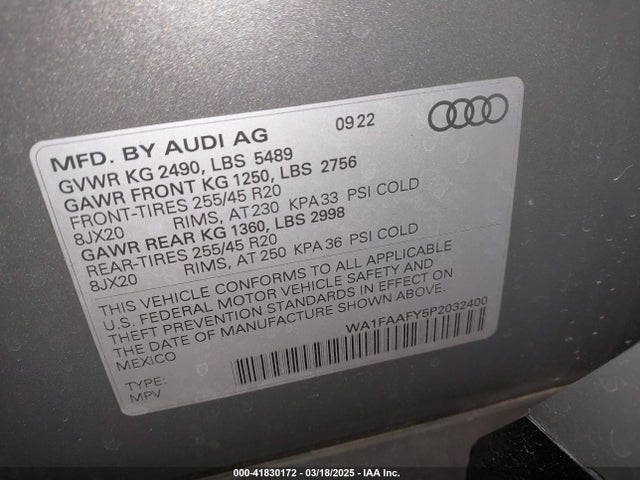 MFD. BY AUDI AG 09 22
GVWR KG 2490, LBS 5489
GAWR FRONT KG 1250, LBS 2756
FRONT-TIRES 255/45 R20
8JX20 RIMS, AT 230 KPA 33 PSI COLD
GAWR REAR KG 1360, LBS 2998
REAR-TIRES 255/45 R20
8JX20 RIMS, AT 250 KPA 36 PSI COLD
THIS VEHICLE CONFORMS TO ALL APPLICABLE
U.S. FEDERAL MOTOR VEHICLE SAFETY AND
THEFT PREVENTION STANDARDS IN EFFECT ON
THE DATE OF MANUFACTURE SHOWN ABOVE.
MEXICO
WA1FAAFY5P2032400
TYPE:
MPV
000-41830172 — 03/18/2025 — IAA Inc.